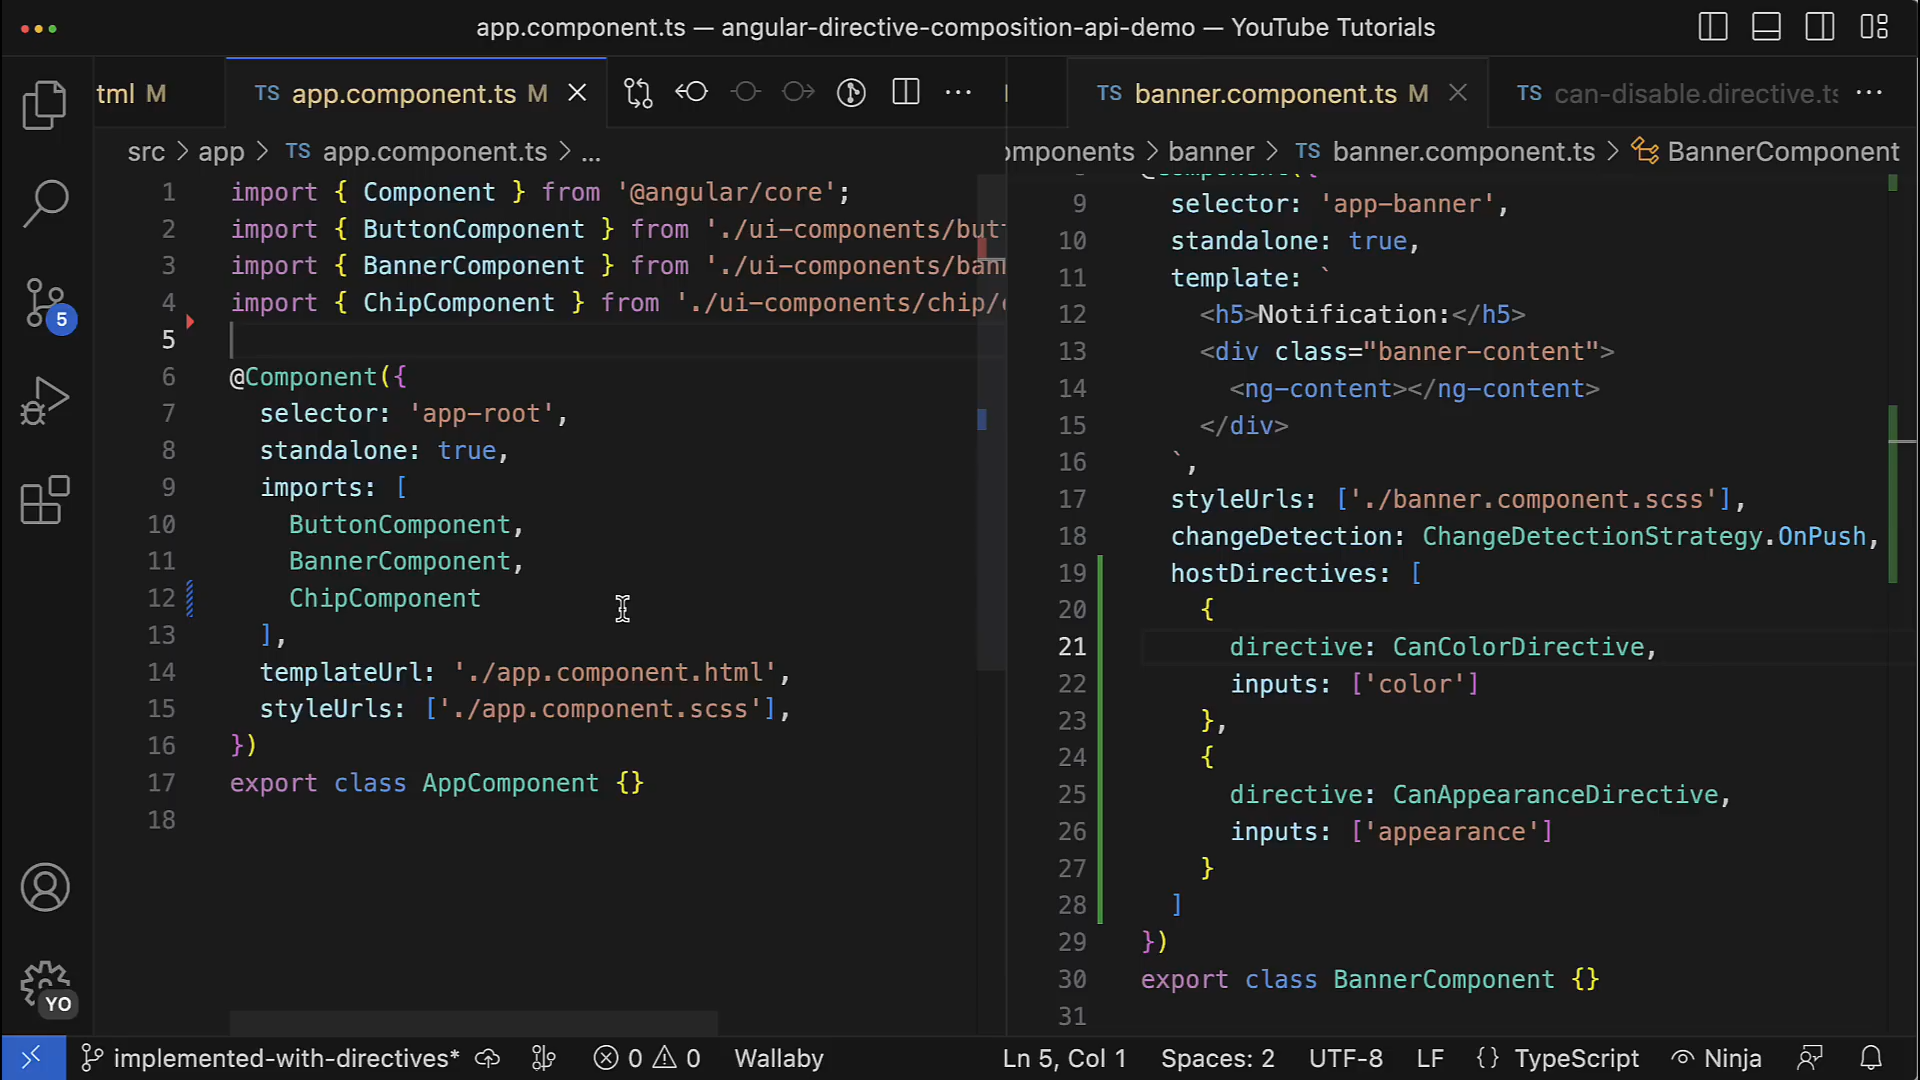 app.component.ts — angular-directive-composition-api-demo — YouTube Tutorials
tml M
TS app.component.ts M
TS banner.component.ts M
TS can-disable.directive.ts
src > app > TS app.component.ts > ...
1 import { Component } from '@angular/core';
2 import { ButtonComponent } from './ui-components/but
3 import { BannerComponent } from './ui-components/ban
4 import { ChipComponent } from './ui-components/chip/
5
6 @Component({
7 selector: 'app-root',
8 standalone: true,
9 imports: [
10 ButtonComponent,
11 BannerComponent,
12 ChipComponent
13 ],
14 templateUrl: './app.component.html',
15 styleUrls: ['./app.component.scss'],
16 })
17 export class AppComponent {}
18
omponents > banner > TS banner.component.ts > BannerComponent
9 selector: 'app-banner',
10 standalone: true,
11 template: `
12 <h5>Notification:</h5>
13 <div class="banner-content">
14 <ng-content></ng-content>
15 </div>
16 `,
17 styleUrls: ['./banner.component.scss'],
18 changeDetection: ChangeDetectionStrategy.OnPush,
19 hostDirectives: [
20 {
21 directive: CanColorDirective,
22 inputs: ['color']
23 },
24 {
25 directive: CanAppearanceDirective,
26 inputs: ['appearance']
27 }
28 ]
29 })
30 export class BannerComponent {}
31
5
YO
implemented-with-directives* 0 0 Wallaby Ln 5, Col 1 Spaces: 2 UTF-8 LF {} TypeScript Ninja